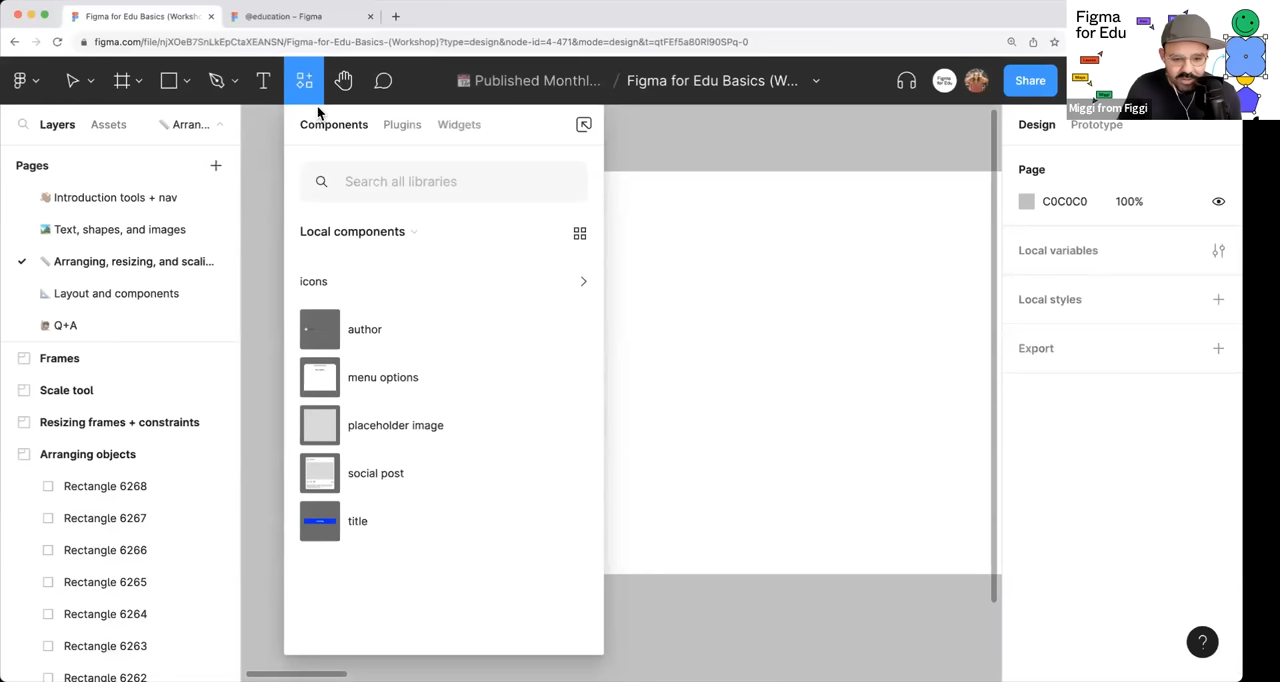 Figma for Edu Basics (Worksho
@education – Figma
figma.com/file/njXOeB7SnLkEpCtaXEANSN/Figma-for-Edu-Basics-(Workshop)?type=design&node-id=4-471&mode=design&t=qtFEf5a80RI90SPq-0
Figma
for Edu
Miggi from Figgi
Published Monthl... / Figma for Edu Basics (W...
Share
Layers
Assets
Arran...
Components
Plugins
Widgets
Design
Prototype
Pages
Introduction tools + nav
Text, shapes, and images
Arranging, resizing, and scali...
Layout and components
Q+A
Frames
Scale tool
Resizing frames + constraints
Arranging objects
Rectangle 6268
Rectangle 6267
Rectangle 6266
Rectangle 6265
Rectangle 6264
Rectangle 6263
Rectangle 6262
Search all libraries
Local components
icons
author
menu options
placeholder image
social post
title
Page
C0C0C0
100%
Local variables
Local styles
Export
?